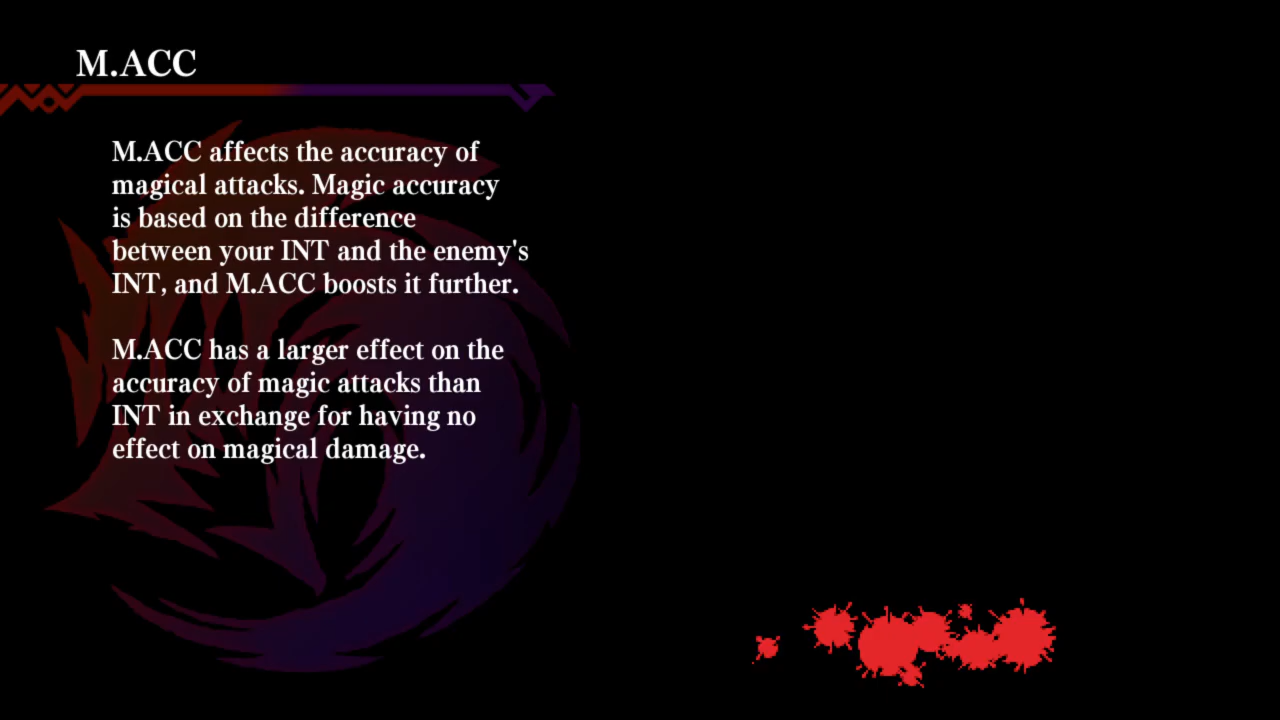 M.ACC
M.ACC affects the accuracy of
magical attacks. Magic accuracy
is based on the difference
between your INT and the enemy's
INT, and M.ACC boosts it further.
M.ACC has a larger effect on the
accuracy of magic attacks than
INT in exchange for having no
effect on magical damage.